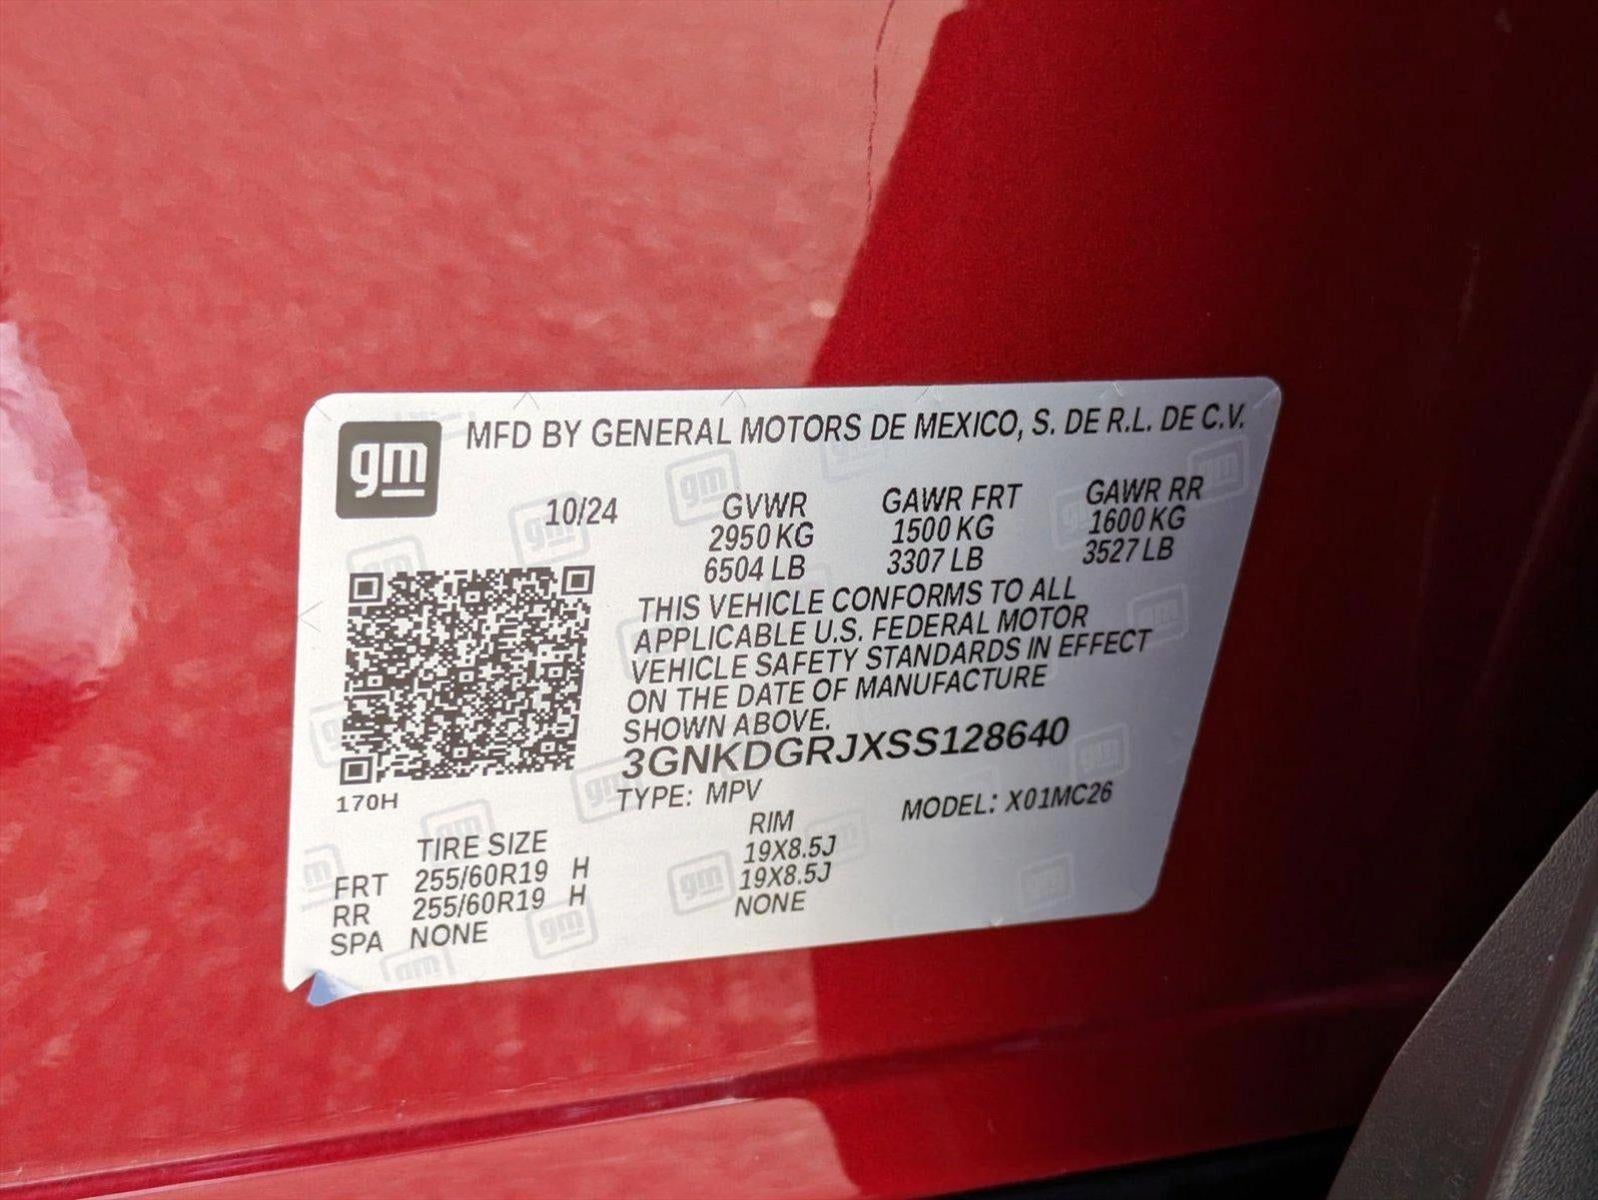 gm
MFD BY GENERAL MOTORS DE MEXICO, S. DE R.L. DE C.V.
10/24 GVWR GAWR FRT GAWR RR
2950 KG 1500 KG 1600 KG
6504 LB 3307 LB 3527 LB
THIS VEHICLE CONFORMS TO ALL
APPLICABLE U.S. FEDERAL MOTOR
VEHICLE SAFETY STANDARDS IN EFFECT
ON THE DATE OF MANUFACTURE
SHOWN ABOVE.
3GNKDGRJXSS128640
170H
TYPE: MPV MODEL: X01MC26
TIRE SIZE RIM
FRT 255/60R19 H 19X8.5J
RR 255/60R19 H 19X8.5J
SPA NONE NONE